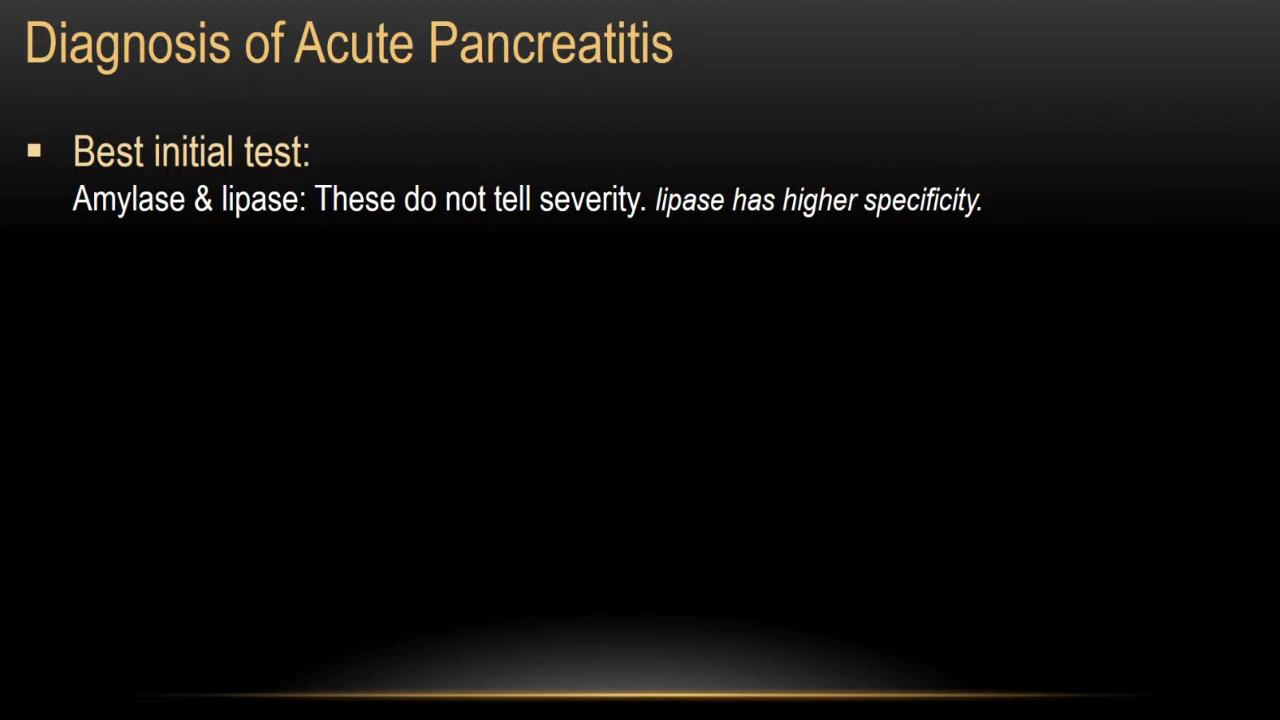 Diagnosis of Acute Pancreatitis
▪ Best initial test:
Amylase & lipase: These do not tell severity. lipase has higher specificity.